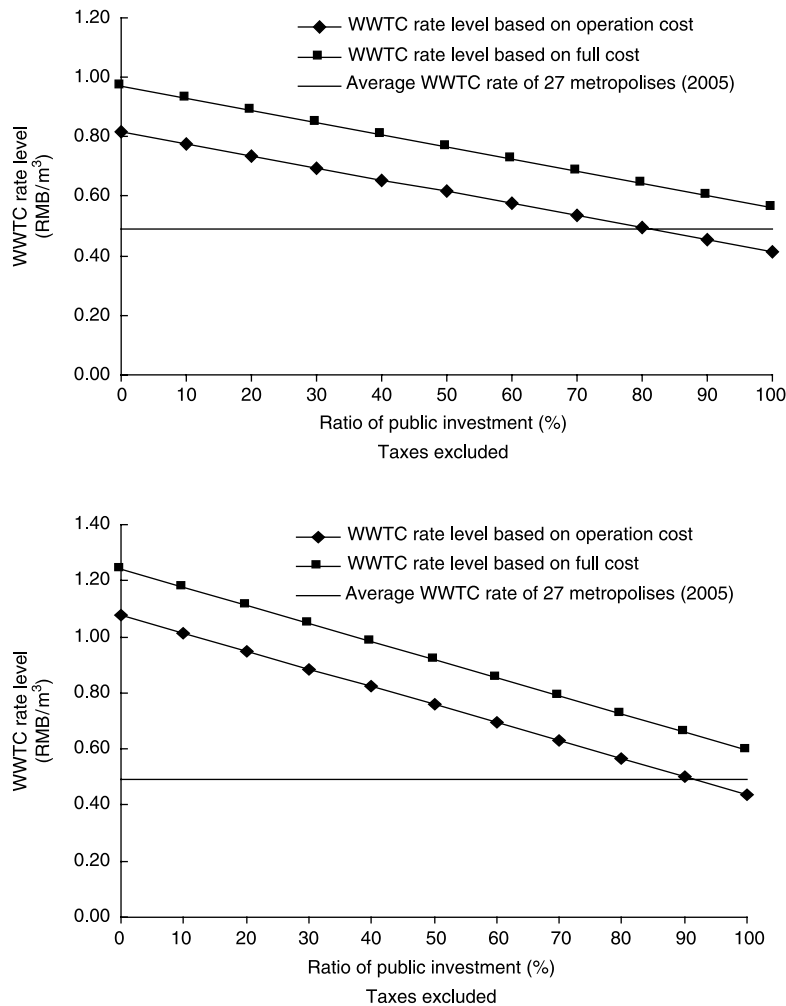 1.20
1.00
0.80
0.60
0.40
0.20
0.00
WWTC rate level
(RMB/m³)
WWTC rate level based on operation cost
WWTC rate level based on full cost
Average WWTC rate of 27 metropolises (2005)
0 10 20 30 40 50 60 70 80 90 100
Ratio of public investment (%)
Taxes excluded
1.40
1.20
1.00
0.80
0.60
0.40
0.20
0.00
WWTC rate level
(RMB/m³)
WWTC rate level based on operation cost
WWTC rate level based on full cost
Average WWTC rate of 27 metropolises (2005)
0 10 20 30 40 50 60 70 80 90 100
Ratio of public investment (%)
Taxes excluded